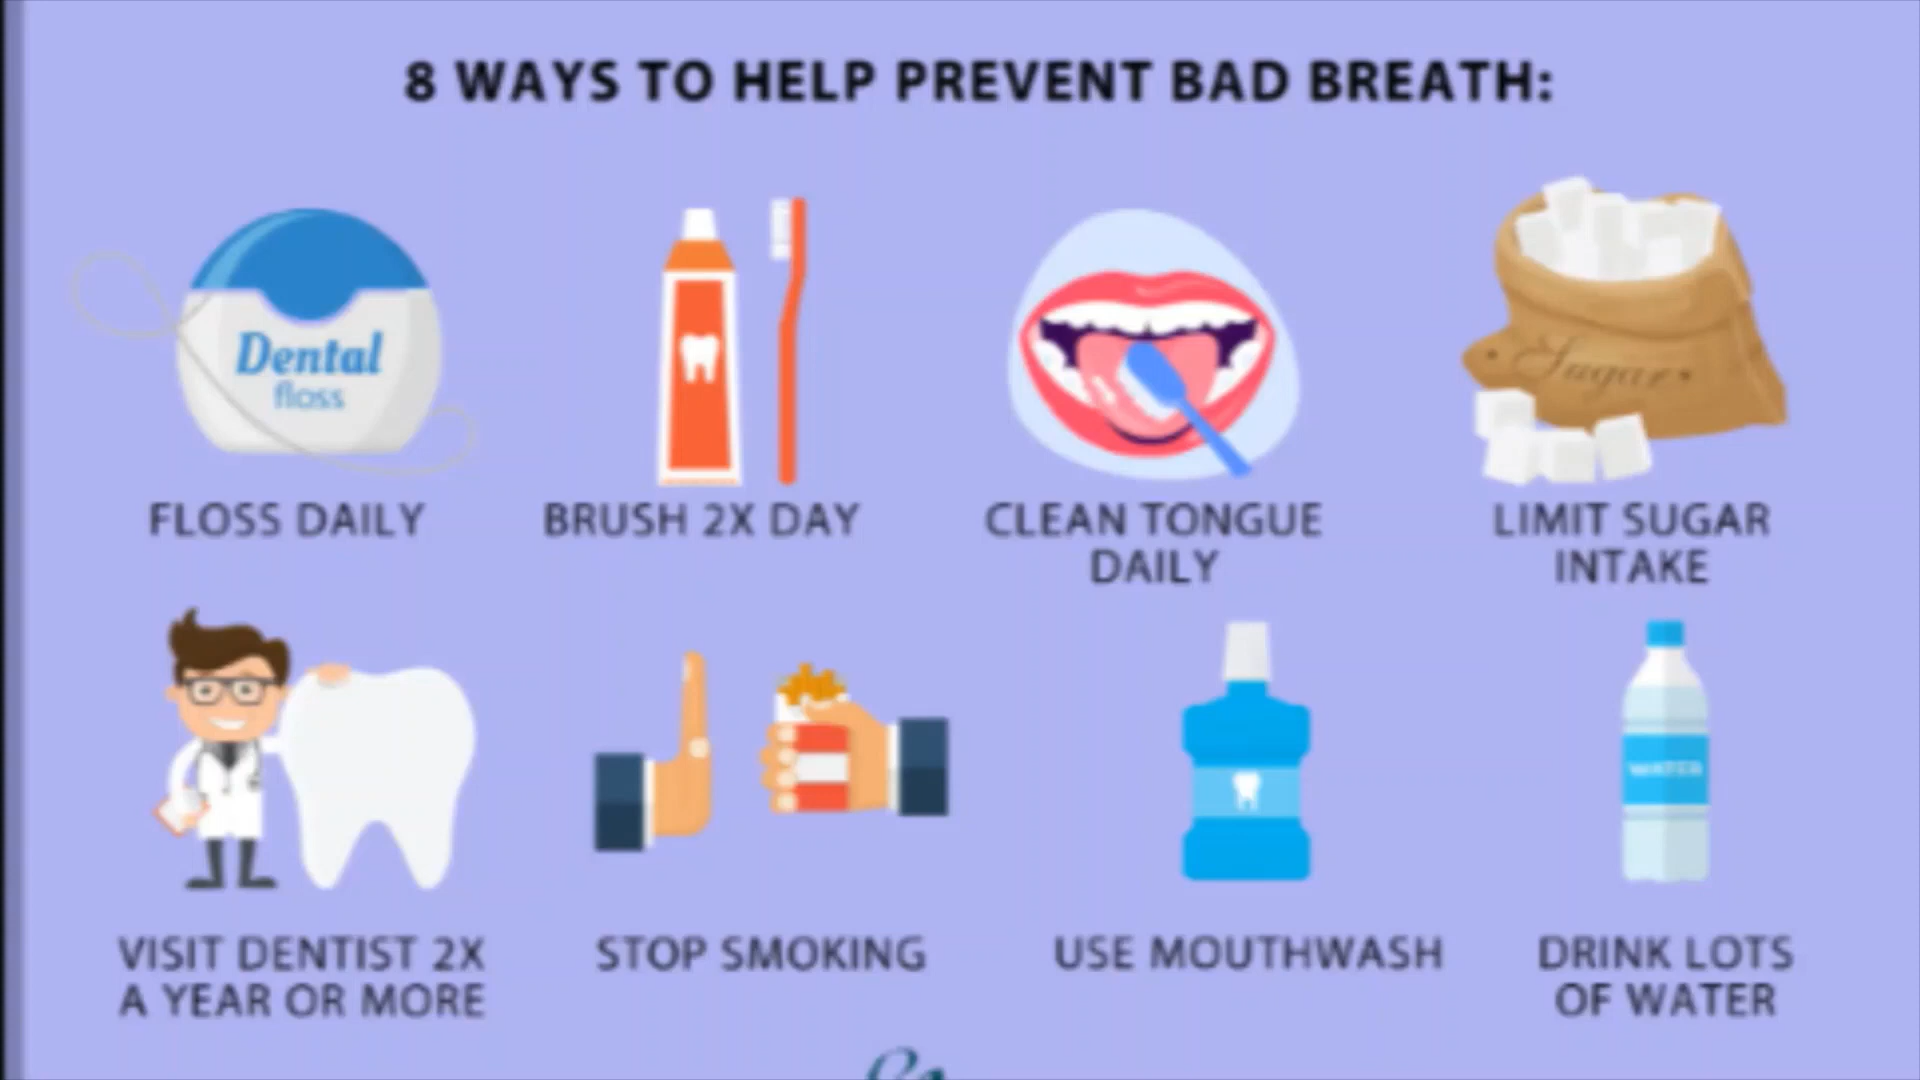 8 WAYS TO HELP PREVENT BAD BREATH:
Dental
floss
Sugar
FLOSS DAILY
BRUSH 2X DAY
CLEAN TONGUE
DAILY
LIMIT SUGAR
INTAKE
WATER
VISIT DENTIST 2X
A YEAR OR MORE
STOP SMOKING
USE MOUTHWASH
DRINK LOTS
OF WATER